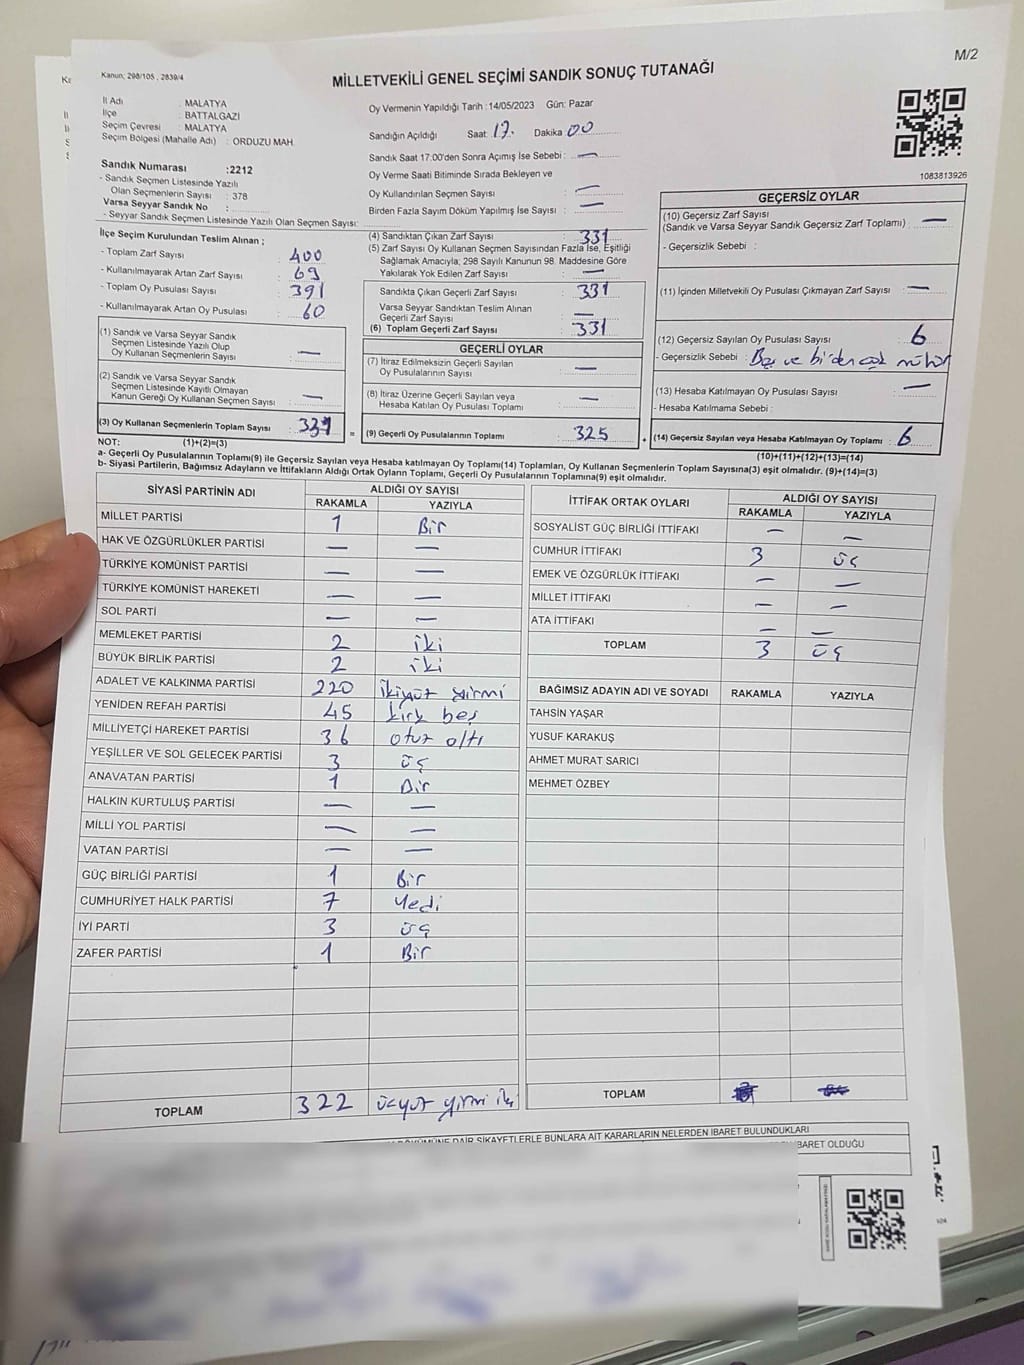 M/2
Kanun; 298/105 , 2839/4
MİLLETVEKİLİ GENEL SEÇİMİ SANDIK SONUÇ TUTANAĞI
İl Adı : MALATYA
İlçe : BATTALGAZİ
Seçim Çevresi : MALATYA
Seçim Bölgesi (Mahalle Adı) : ORDUZU MAH.
Sandık Numarası :2212
- Sandık Seçmen Listesinde Yazılı
Olan Seçmenlerin Sayısı : 378
Varsa Seyyar Sandık No :
- Seyyar Sandık Seçmen Listesinde Yazılı Olan Seçmen Sayısı:
İlçe Seçim Kurulundan Teslim Alınan ;
- Toplam Zarf Sayısı : 400
- Kullanılmayarak Artan Zarf Sayısı : 69
- Toplam Oy Pusulası Sayısı : 391
- Kullanılmayarak Artan Oy Pusulası : 60
Oy Vermenin Yapıldığı Tarih :14/05/2023 Gün: Pazar
Sandığın Açıldığı Saat: 17. Dakika 00
Sandık Saat 17:00'den Sonra Açımış İse Sebebi : —
Oy Verme Saati Bitiminde Sırada Bekleyen ve
Oy Kullandırılan Seçmen Sayısı : —
Birden Fazla Sayım Döküm Yapılmış İse Sayısı : —
(4) Sandıktan Çıkan Zarf Sayısı : 331
(5) Zarf Sayısı Oy Kullanan Seçmen Sayısından Fazla İse, Eşitliği
Sağlamak Amacıyla; 298 Sayılı Kanunun 98. Maddesine Göre
Yakılarak Yok Edilen Zarf Sayısı : —
Sandıkta Çıkan Geçerli Zarf Sayısı : 331
Varsa Seyyar Sandıktan Teslim Alınan
Geçerli Zarf Sayısı : —
(6) Toplam Geçerli Zarf Sayısı : 331
1083813926
GEÇERSİZ OYLAR
(10) Geçersiz Zarf Sayısı
(Sandık ve Varsa Seyyar Sandık Geçersiz Zarf Toplamı) : —
- Geçersizlik Sebebi :
(11) İçinden Milletvekili Oy Pusulası Çıkmayan Zarf Sayısı : —
(12) Geçersiz Sayılan Oy Pusulası Sayısı : 6
- Geçersizlik Sebebi : Boş ve birden çok mühür
(13) Hesaba Katılmayan Oy Pusulası Sayısı : —
- Hesaba Katılmama Sebebi :
(14) Geçersiz Sayılan veya Hesaba Katılmayan Oy Toplamı : 6
(10)+(11)+(12)+(13)=(14)
(1) Sandık ve Varsa Seyyar Sandık
Seçmen Listesinde Yazılı Olup
Oy Kullanan Seçmenlerin Sayısı : —
(2) Sandık ve Varsa Seyyar Sandık
Seçmen Listesinde Kayıtlı Olmayan
Kanun Gereği Oy Kullanan Seçmen Sayısı : —
(3) Oy Kullanan Seçmenlerin Toplam Sayısı : 331 =
GEÇERLİ OYLAR
(7) İtiraz Edilmeksizin Geçerli Sayılan
Oy Pusulalarının Sayısı : —
(8) İtiraz Üzerine Geçerli Sayılan veya
Hesaba Katılan Oy Pusulası Toplamı : —
(9) Geçerli Oy Pusulalarının Toplamı : 325 +
NOT: (1)+(2)=(3)
a- Geçerli Oy Pusulalarının Toplamı(9) ile Geçersiz Sayılan veya Hesaba katılmayan Oy Toplamı(14) Toplamları, Oy Kullanan Seçmenlerin Toplam Sayısına(3) eşit olmalıdır. (9)+(14)=(3)
b- Siyasi Partilerin, Bağımsız Adayların ve İttifakların Aldığı Ortak Oyların Toplamı, Geçerli Oy Pusulalarının Toplamına(9) eşit olmalıdır.
SİYASİ PARTİNİN ADI ALDIĞI OY SAYISI
RAKAMLA YAZIYLA
MİLLET PARTİSİ 1 Bir
HAK VE ÖZGÜRLÜKLER PARTİSİ — —
TÜRKİYE KOMÜNİST PARTİSİ — —
TÜRKİYE KOMÜNİST HAREKETİ — —
SOL PARTİ — —
MEMLEKET PARTİSİ 2 iki
BÜYÜK BİRLİK PARTİSİ 2 iki
ADALET VE KALKINMA PARTİSİ 220 ikiyüz yirmi
YENİDEN REFAH PARTİSİ 45 kırk beş
MİLLİYETÇİ HAREKET PARTİSİ 36 otuz altı
YEŞİLLER VE SOL GELECEK PARTİSİ 3 üç
ANAVATAN PARTİSİ 1 Bir
HALKIN KURTULUŞ PARTİSİ — —
MİLLİ YOL PARTİSİ — —
VATAN PARTİSİ — —
GÜÇ BİRLİĞİ PARTİSİ 1 Bir
CUMHURİYET HALK PARTİSİ 7 Yedi
İYİ PARTİ 3 üç
ZAFER PARTİSİ 1 Bir
TOPLAM 322 üçyüz yirmi iki
İTTİFAK ORTAK OYLARI ALDIĞI OY SAYISI
RAKAMLA YAZIYLA
SOSYALİST GÜÇ BİRLİĞİ İTTİFAKI — —
CUMHUR İTTİFAKI 3 üç
EMEK VE ÖZGÜRLÜK İTTİFAKI — —
MİLLET İTTİFAKI — —
ATA İTTİFAKI — —
TOPLAM 3 üç
BAĞIMSIZ ADAYIN ADI VE SOYADI RAKAMLA YAZIYLA
TAHSİN YAŞAR
YUSUF KARAKUŞ
AHMET MURAT SARICI
MEHMET ÖZBEY
TOPLAM
DAİR ŞİKAYETLERLE BUNLARA AİT KARARLARIN NELERDEN İBARET BULUNDUKLARI
İBARET OLDUĞU